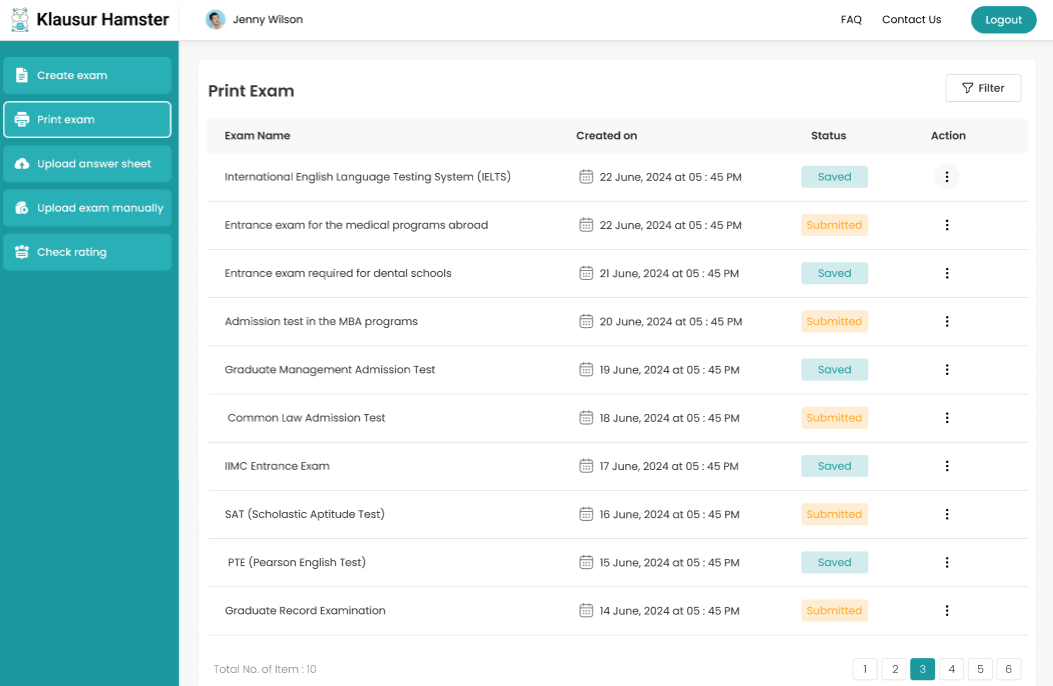 Klausur Hamster
Jenny Wilson
FAQ Contact Us Logout
Create exam
Print exam
Upload answer sheet
Upload exam manually
Check rating
Print Exam
Filter
Exam Name Created on Status Action
International English Language Testing System (IELTS) 22 June, 2024 at 05 : 45 PM Saved
Entrance exam for the medical programs abroad 22 June, 2024 at 05 : 45 PM Submitted
Entrance exam required for dental schools 21 June, 2024 at 05 : 45 PM Saved
Admission test in the MBA programs 20 June, 2024 at 05 : 45 PM Submitted
Graduate Management Admission Test 19 June, 2024 at 05 : 45 PM Saved
Common Law Admission Test 18 June, 2024 at 05 : 45 PM Submitted
IIMC Entrance Exam 17 June, 2024 at 05 : 45 PM Saved
SAT (Scholastic Aptitude Test) 16 June, 2024 at 05 : 45 PM Submitted
PTE (Pearson English Test) 15 June, 2024 at 05 : 45 PM Saved
Graduate Record Examination 14 June, 2024 at 05 : 45 PM Submitted
Total No. of Item : 10
1 2 3 4 5 6